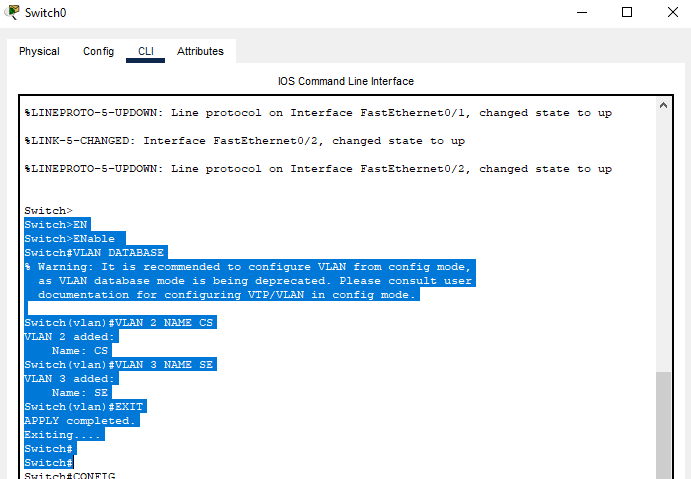 Switch0
Physical Config CLI Attributes
IOS Command Line Interface
%LINEPROTO-5-UPDOWN: Line protocol on Interface FastEthernet0/1, changed state to up
%LINK-5-CHANGED: Interface FastEthernet0/2, changed state to up
%LINEPROTO-5-UPDOWN: Line protocol on Interface FastEthernet0/2, changed state to up
Switch>
Switch>EN
Switch>ENable
Switch#VLAN DATABASE
% Warning: It is recommended to configure VLAN from config mode,
as VLAN database mode is being deprecated. Please consult user
documentation for configuring VTP/VLAN in config mode.
Switch(vlan)#VLAN 2 NAME CS
VLAN 2 added:
Name: CS
Switch(vlan)#VLAN 3 NAME SE
VLAN 3 added:
Name: SE
Switch(vlan)#EXIT
APPLY completed.
Exiting....
Switch#
Switch#
Switch#CONFIG